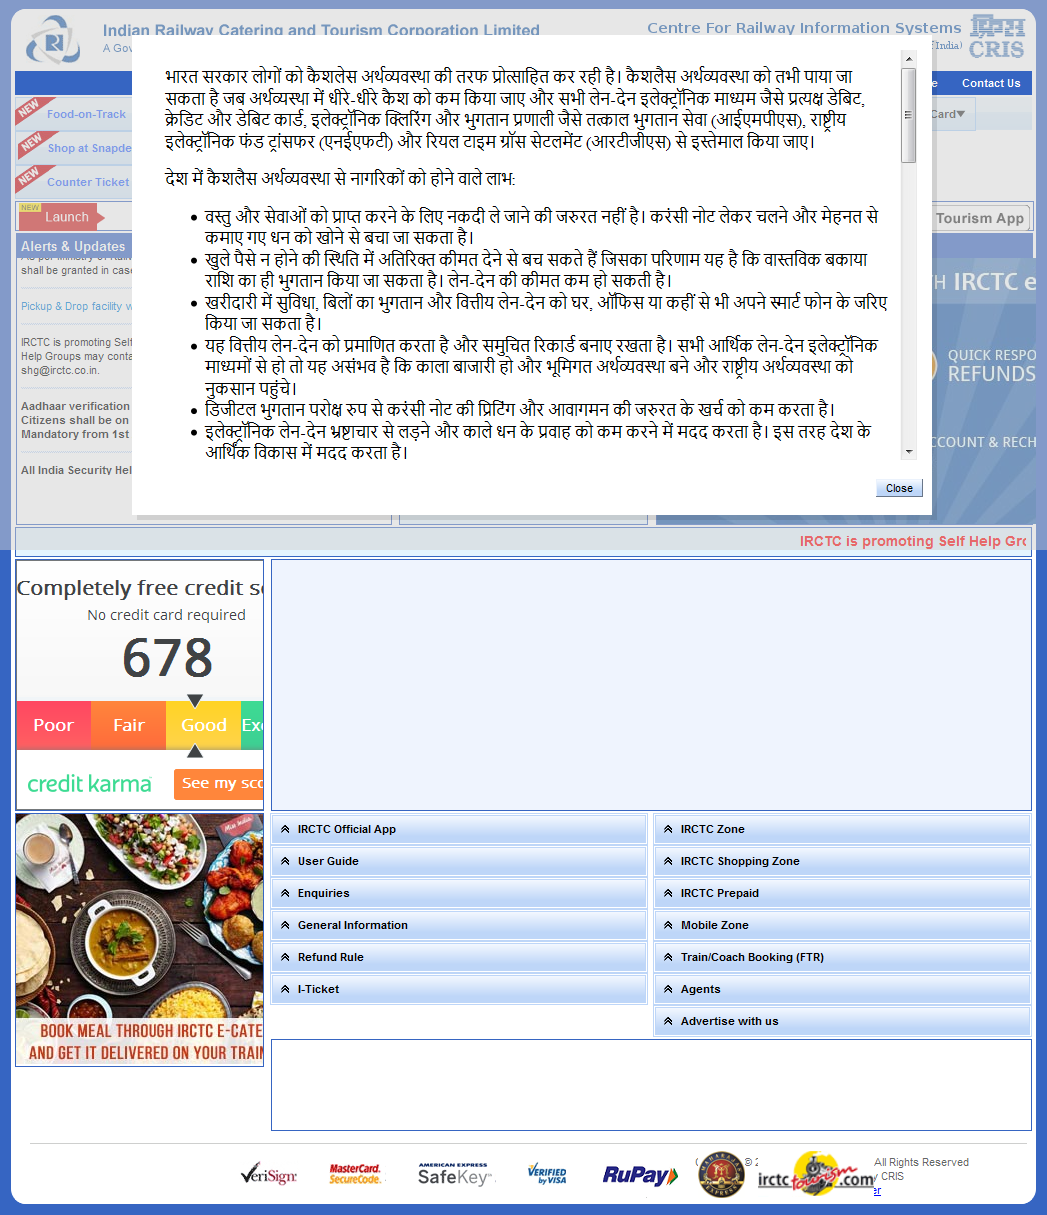 Indian Railway Catering and Tourism Corporation Limited
Centre For Railway Information Systems
of India)
CRIS
Contact Us
NEW
Food-on-Track
Card
NEW
Shop at Snapde
NEW
Counter Ticket
NEW
Launch
Tourism App
Alerts & Updates
shall be granted in case
Pickup & Drop facility
IRCTC is promoting Self
Help Groups may conta
shg@irctc.co.in.
Aadhaar verification
Citizens shall be on
Mandatory from 1st
All India Security Hel
भारत सरकार लोगों को कैशलेस अर्थव्यवस्था की तरफ प्रोत्साहित कर रही है। कैशलैस अर्थव्यवस्था को तभी पाया जा
सकता है जब अर्थव्यस्था में धीरे-धीरे कैश को कम किया जाए और सभी लेन-देन इलेक्ट्रॉनिक माध्यम जैसे प्रत्यक्ष डेबिट,
क्रेडिट और डेबिट कार्ड, इलेक्ट्रॉनिक क्लिरिंग और भुगतान प्रणाली जैसे तत्काल भुगतान सेवा (आईएमपीएस), राष्ट्रीय
इलेक्ट्रॉनिक फंड ट्रांसफर (एनईएफटी) और रियल टाइम ग्रॉस सेटलमेंट (आरटीजीएस) से इस्तेमाल किया जाए।
देश में कैशलैस अर्थव्यवस्था से नागरिकों को होने वाले लाभ:
वस्तु और सेवाओं को प्राप्त करने के लिए नकदी ले जाने की जरुरत नहीं है। करंसी नोट लेकर चलने और मेहनत से
कमाए गए धन को खोने से बचा जा सकता है।
खुले पैसे न होने की स्थिति में अतिरिक्त कीमत देने से बच सकते हैं जिसका परिणाम यह है कि वास्तविक बकाया
राशि का ही भुगतान किया जा सकता है। लेन-देन की कीमत कम हो सकती है।
खरीदारी में सुविधा, बिलों का भुगतान और वित्तीय लेन-देन को घर, ऑफिस या कहीं से भी अपने स्मार्ट फोन के जरिए
किया जा सकता है।
यह वित्तीय लेन-देन को प्रमाणित करता है और समुचित रिकार्ड बनाए रखता है। सभी आर्थिक लेन-देन इलेक्ट्रॉनिक
माध्यमों से हो तो यह असंभव है कि काला बाजारी हो और भूमिगत अर्थव्यवस्था बने और राष्ट्रीय अर्थव्यवस्था को
नुकसान पहुंचे।
डिजीटल भुगतान परोक्ष रुप से करंसी नोट की प्रिटिंग और आवागमन की जरुरत के खर्च को कम करता है।
इलेक्ट्रॉनिक लेन-देन भ्रष्टाचार से लड़ने और काले धन के प्रवाह को कम करने में मदद करता है। इस तरह देश के
आर्थिक विकास में मदद करता है।
Close
H IRCTC e
QUICK RESPO
REFUNDS
CCOUNT & RECH
IRCTC is promoting Self Help Gro
Completely free credit sc
No credit card required
678
Poor Fair Good Exc
credit karma See my sco
Miss India
BOOK MEAL THROUGH IRCTC E-CATE
AND GET IT DELIVERED ON YOUR TRAIN
IRCTC Official App
User Guide
Enquiries
General Information
Refund Rule
I-Ticket
IRCTC Zone
IRCTC Shopping Zone
IRCTC Prepaid
Mobile Zone
Train/Coach Booking (FTR)
Agents
Advertise with us
VeriSign
MasterCard.
SecureCode.
AMERICAN EXPRESS
SafeKey
VERIFIED
by VISA
RuPay
MAHARAJAS
EXPRESS
irctc tourism .com
All Rights Reserved
CRIS